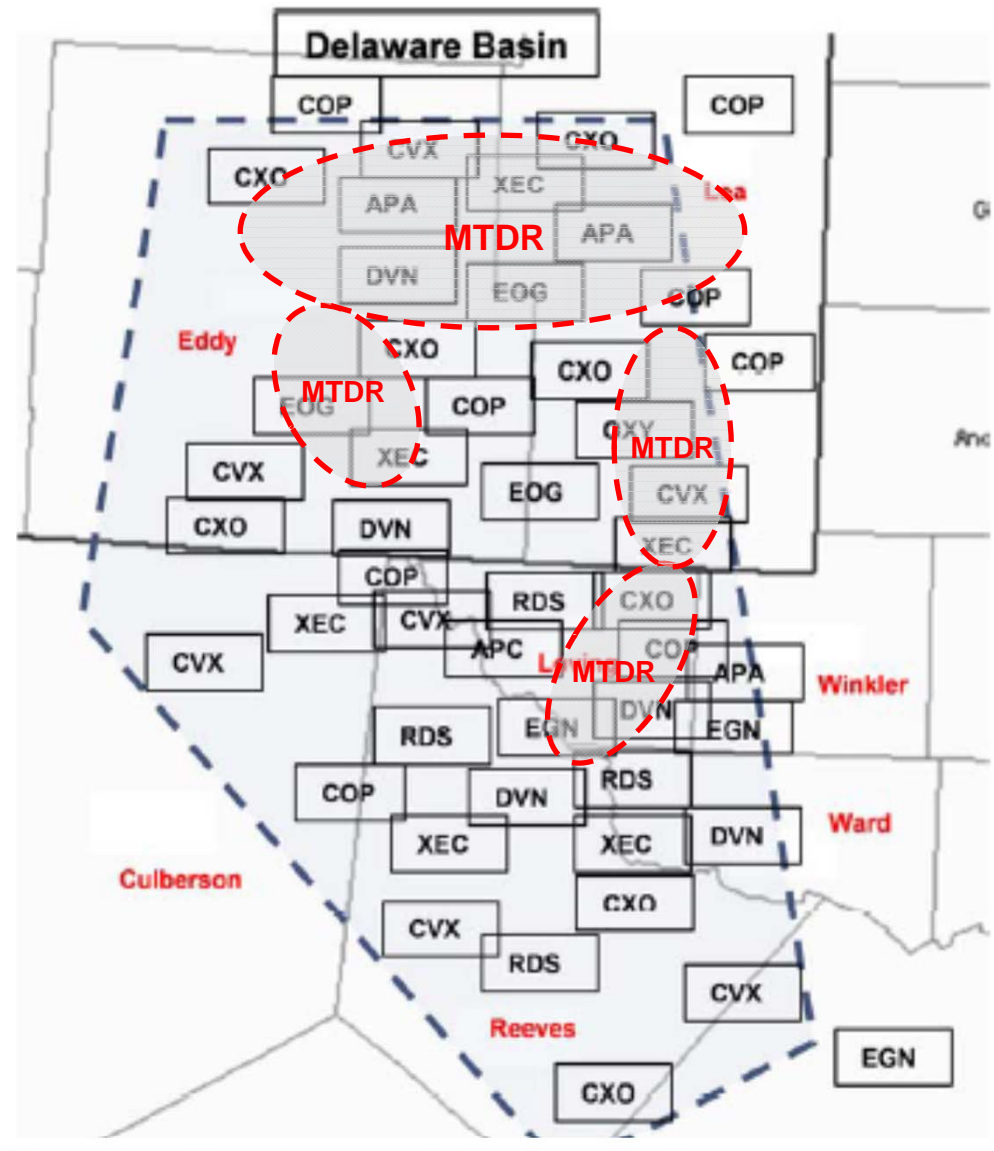 Delaware Basin
COP
COP
CVX
CXO
CXO
XEC
Lea
APA
MTDR
APA
DVN
EOG
COP
Eddy
CXO
CXO
COP
MTDR
EOG
COP
OXY
MTDR
XEC
CVX
EOG
CVX
CXO
DVN
XEC
COP
RDS
CXO
XEC
CVX
APC
COP
CVX
Loving
MTDR
APA
Winkler
DVN
EGN
EGN
RDS
RDS
COP
DVN
Ward
XEC
XEC
DVN
Culberson
CXO
CVX
RDS
CVX
Reeves
EGN
CXO